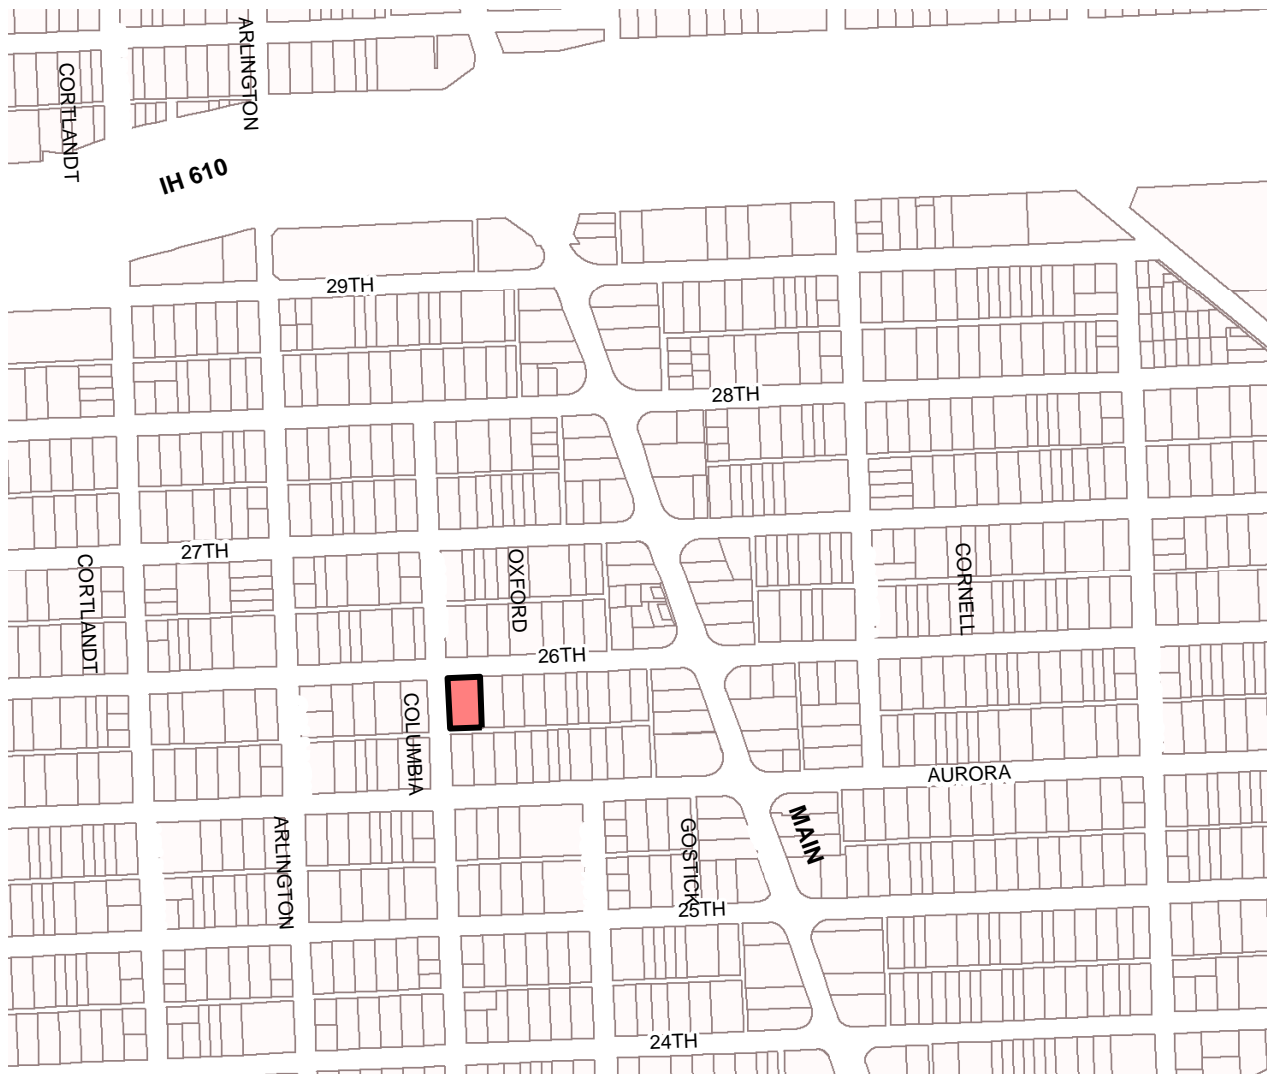 ARLINGTON
CORTLANDT
IH 610
29TH
28TH
27TH
OXFORD
CORNELL
CORTLANDT
26TH
COLUMBIA
AURORA
MAIN
ARLINGTON
GOSTICK
25TH
24TH